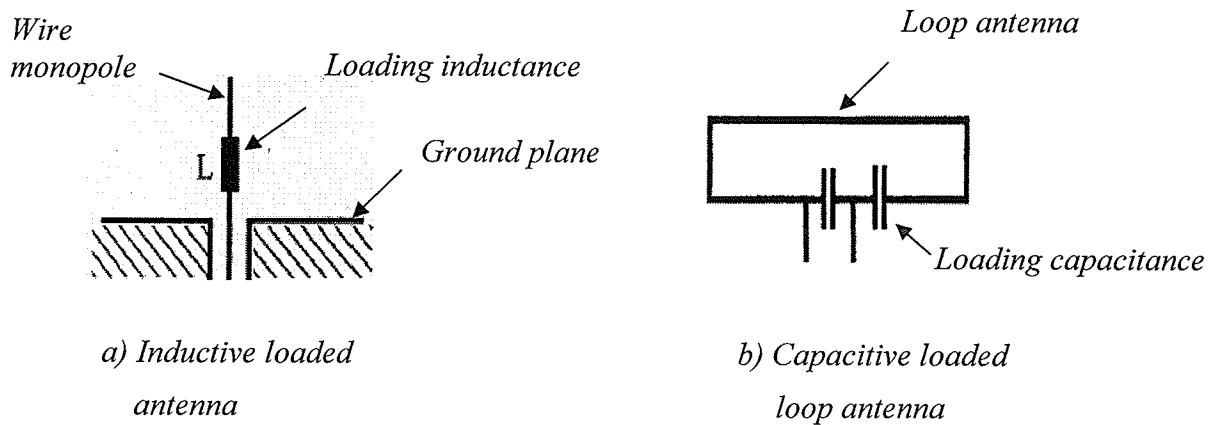 Wire
monopole
Loading inductance
L
Ground plane
a) Inductive loaded
antenna
Loop antenna
Loading capacitance
b) Capacitive loaded
loop antenna